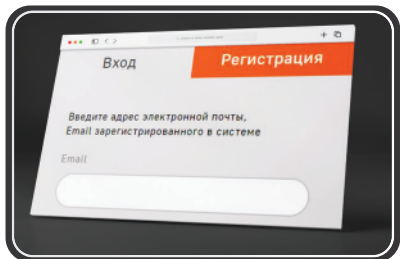 Вход
Регистрация
Введите адрес электронной почты,
Email зарегистрированного в системе
Email